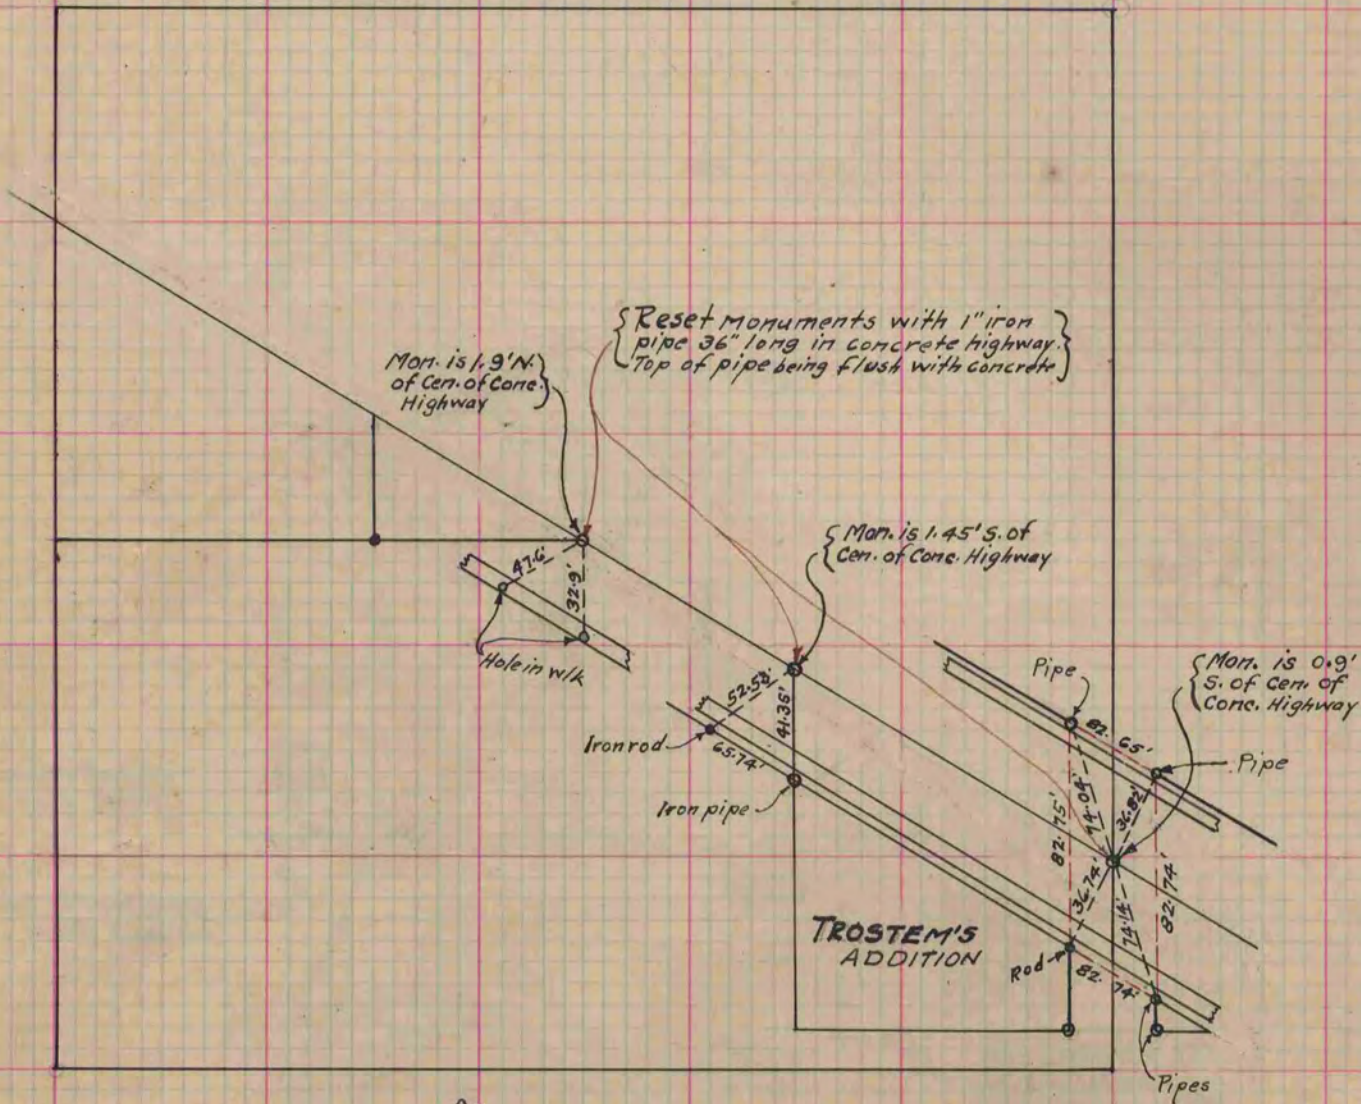 Reset monuments with 1" iron
pipe 36" long in concrete highway.
Top of pipe being flush with concrete
Mon. is 1.9' N.
of Cen. of Conc.
Highway
Mon. is 1.45' S. of
Cen. of Conc. Highway
47.6'
32.9'
Hole in w/k
Pipe
Mon. is 0.9'
S. of Cen. of
Conc. Highway
52.53'
41.35'
Iron rod
65.74'
Iron pipe
82.65'
Pipe
82.75'
74.04'
36.82'
36.74'
74.14'
82.74'
TROSTEM'S
ADDITION
Rod
82.74'
Pipes